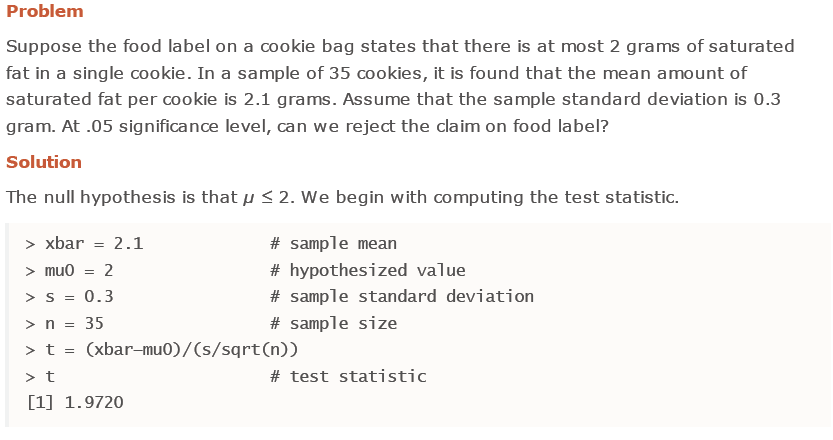 Problem
Suppose the food label on a cookie bag states that there is at most 2 grams of saturated
fat in a single cookie. In a sample of 35 cookies, it is found that the mean amount of
saturated fat per cookie is 2.1 grams. Assume that the sample standard deviation is 0.3
gram. At .05 significance level, can we reject the claim on food label?
Solution
The null hypothesis is that μ ≤ 2. We begin with computing the test statistic.
> xbar = 2.1 # sample mean
> mu0 = 2 # hypothesized value
> s = 0.3 # sample standard deviation
> n = 35 # sample size
> t = (xbar−mu0)/(s/sqrt(n))
> t # test statistic
[1] 1.9720